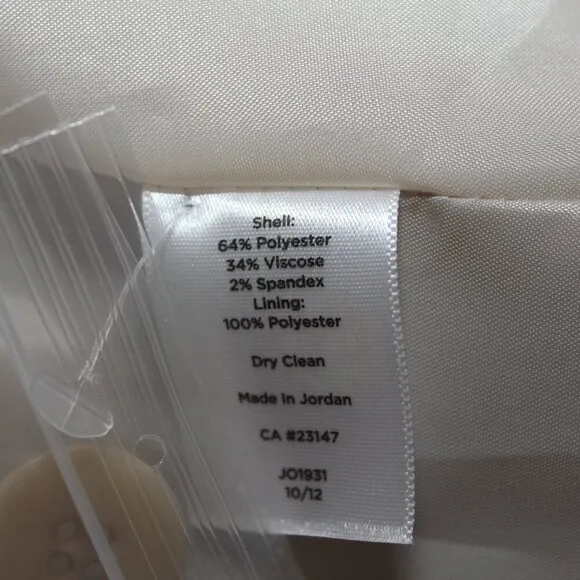 Shell:
64% Polyester
34% Viscose
2% Spandex
Lining:
100% Polyester
Dry Clean
Made in Jordan
CA #23147
JO1931
10/12